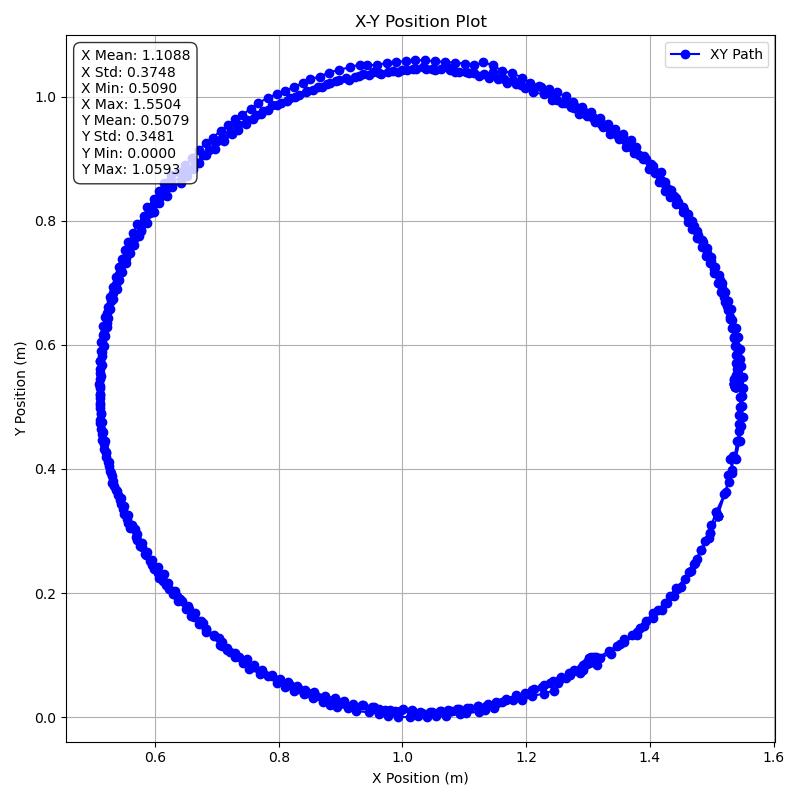 X-Y Position Plot
X Mean: 1.1088
X Std: 0.3748
X Min: 0.5090
X Max: 1.5504
Y Mean: 0.5079
Y Std: 0.3481
Y Min: 0.0000
Y Max: 1.0593
XY Path
Y Position (m)
1.0
0.8
0.6
0.4
0.2
0.0
0.6
0.8
1.0
1.2
1.4
1.6
X Position (m)